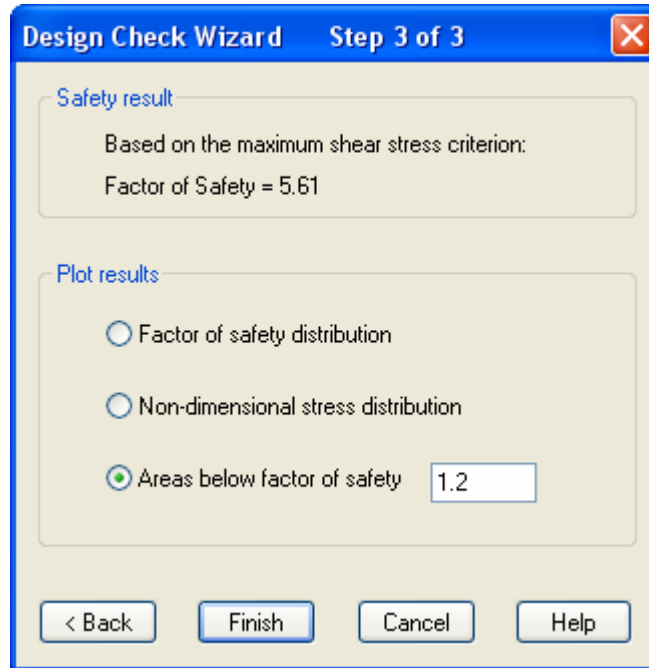 Design Check Wizard Step 3 of 3
Safety result
Based on the maximum shear stress criterion:
Factor of Safety = 5.61
Plot results
Factor of safety distribution
Non-dimensional stress distribution
Areas below factor of safety 1.2
< Back Finish Cancel Help